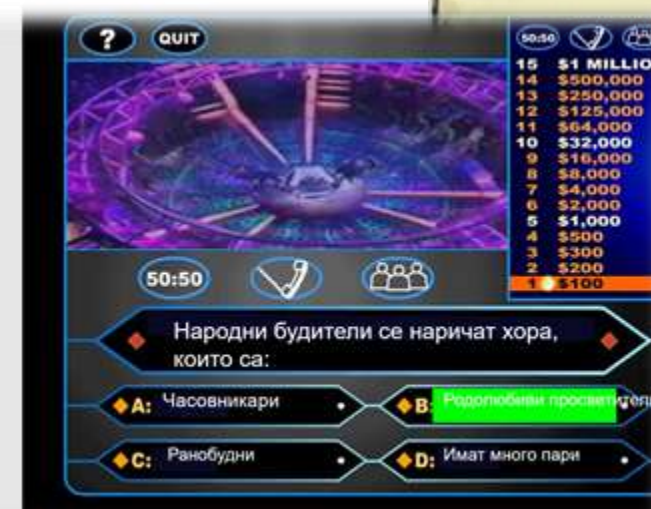 ?
QUIT
50:50
15 $1 MILLIO
14 $500,000
13 $250,000
12 $125,000
11 $64,000
10 $32,000
9 $16,000
8 $8,000
7 $4,000
6 $2,000
5 $1,000
4 $500
3 $300
2 $200
1 $100
50:50
Народни будители се наричат хора,
които са:
A: Часовникари
B: Родолюбиви просветители
C: Ранобудни
D: Имат много пари